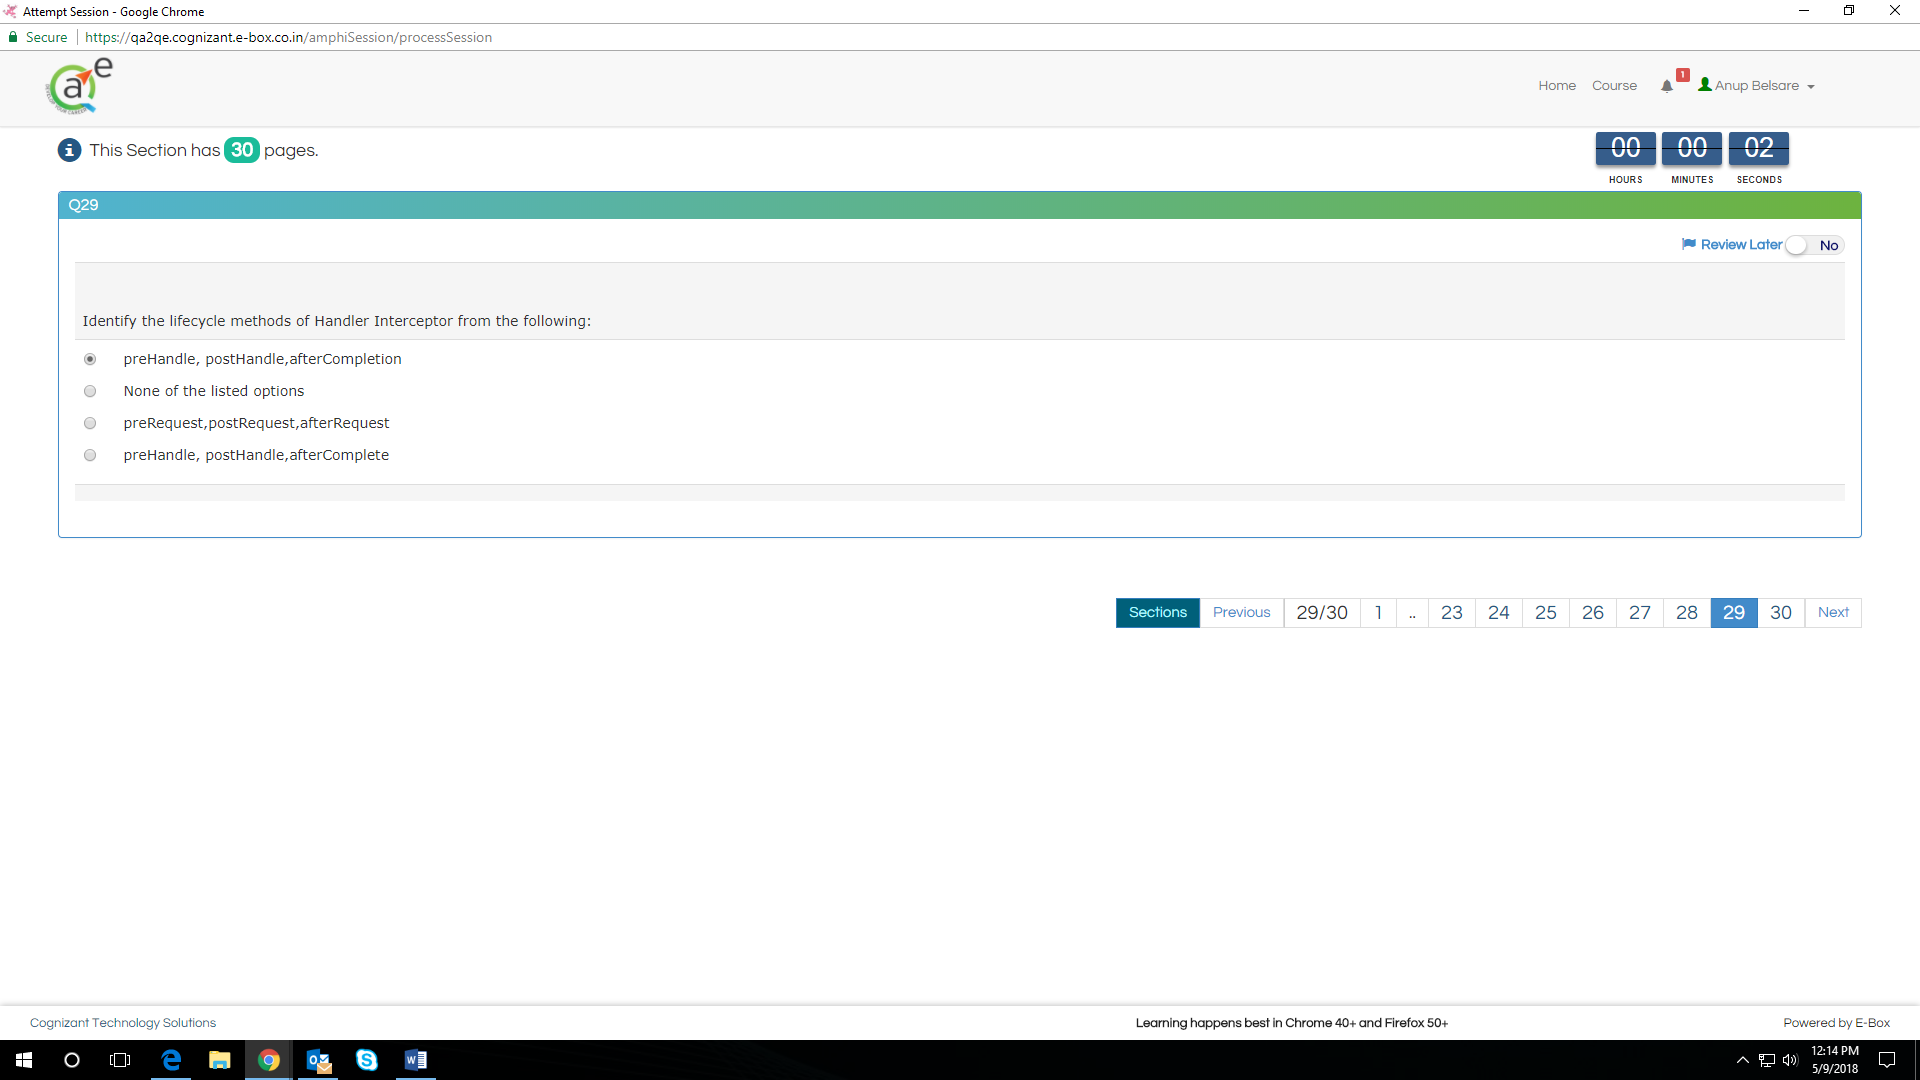 Attempt Session - Google Chrome
Secure https://qa2qe.cognizant.e-box.co.in/amphiSession/processSession
a e
Home Course 1 Anup Belsare
This Section has 30 pages.
00 00 02
HOURS MINUTES SECONDS
Q29
Review Later No
Identify the lifecycle methods of Handler Interceptor from the following:
preHandle, postHandle,afterCompletion
None of the listed options
preRequest,postRequest,afterRequest
preHandle, postHandle,afterComplete
Sections Previous 29/30 1 .. 23 24 25 26 27 28 29 30 Next
Cognizant Technology Solutions Learning happens best in Chrome 40+ and Firefox 50+ Powered by E-Box
12:14 PM
5/9/2018